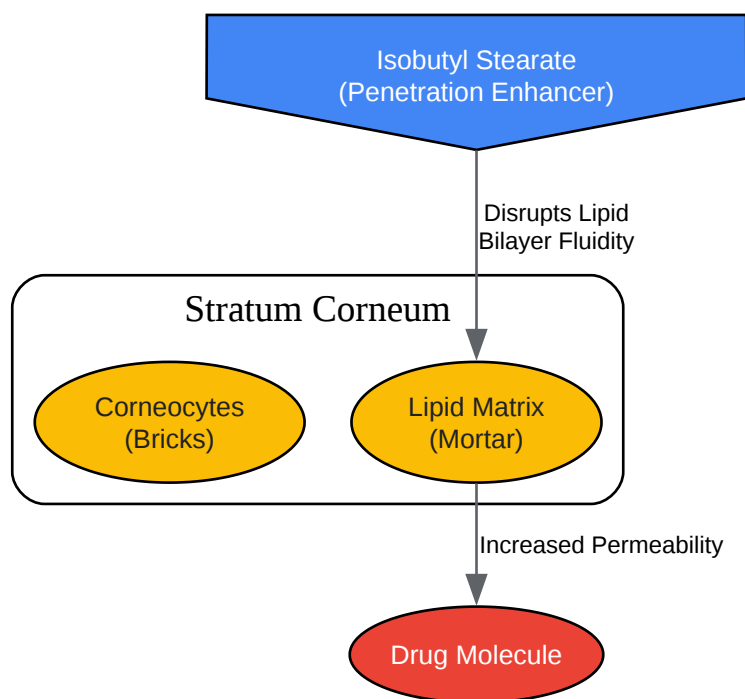 Isobutyl Stearate
(Penetration Enhancer)
Disrupts Lipid
Bilayer Fluidity
Stratum Corneum
Corneocytes
(Bricks)
Lipid Matrix
(Mortar)
Increased Permeability
Drug Molecule